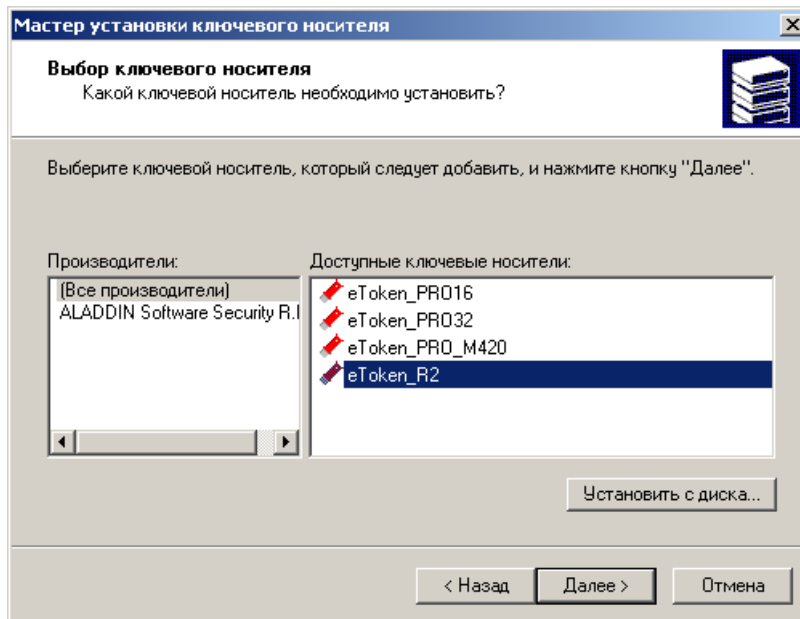 Мастер установки ключевого носителя
Выбор ключевого носителя
Какой ключевой носитель необходимо установить?
Выберите ключевой носитель, который следует добавить, и нажмите кнопку "Далее".
Производители:
(Все производители)
ALADDIN Software Security R.
Доступные ключевые носители:
eToken_PRO16
eToken_PRO32
eToken_PRO_M420
eToken_R2
Установить с диска...
< Назад
Далее >
Отмена